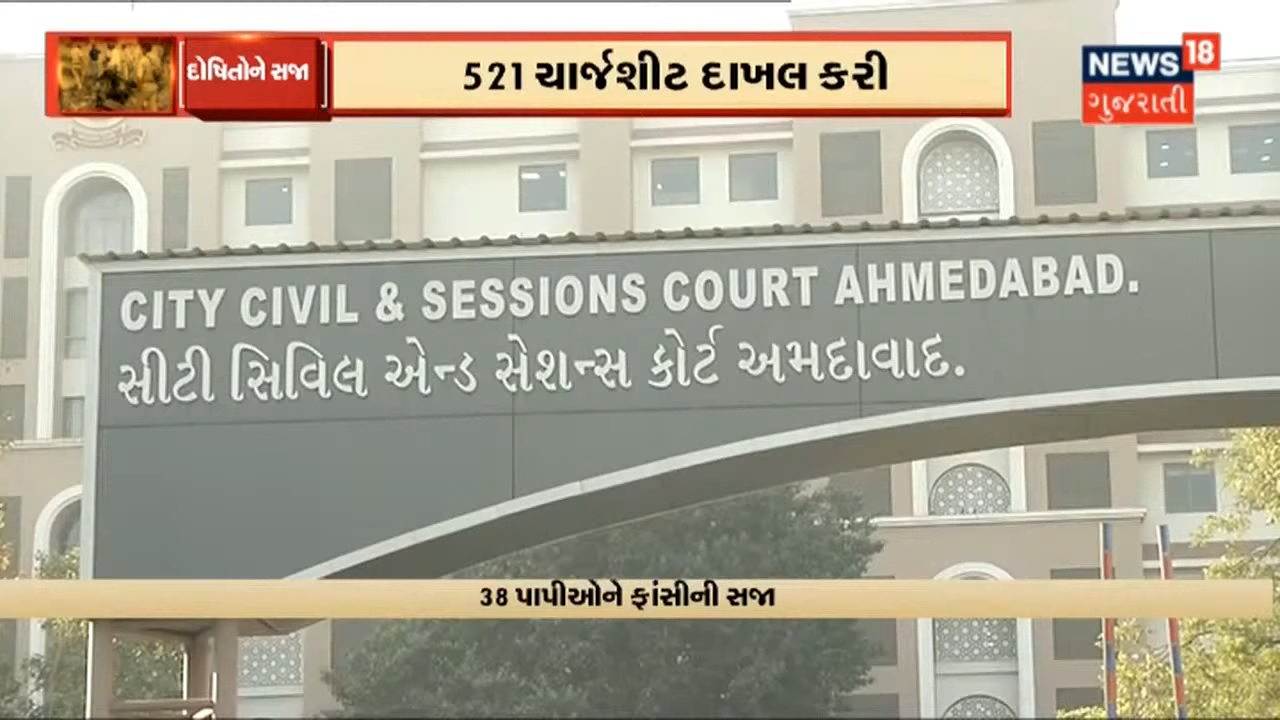 દોષિતોને સજા
521 ચાર્જશીટ દાખલ કરી
NEWS 18
ગુજરાતી
CITY CIVIL & SESSIONS COURT AHMEDABAD.
સીટી સિવિલ એન્ડ સેશન્સ કોર્ટ અમદાવાદ.
38 પાપીઓને ફાંસીની સજા